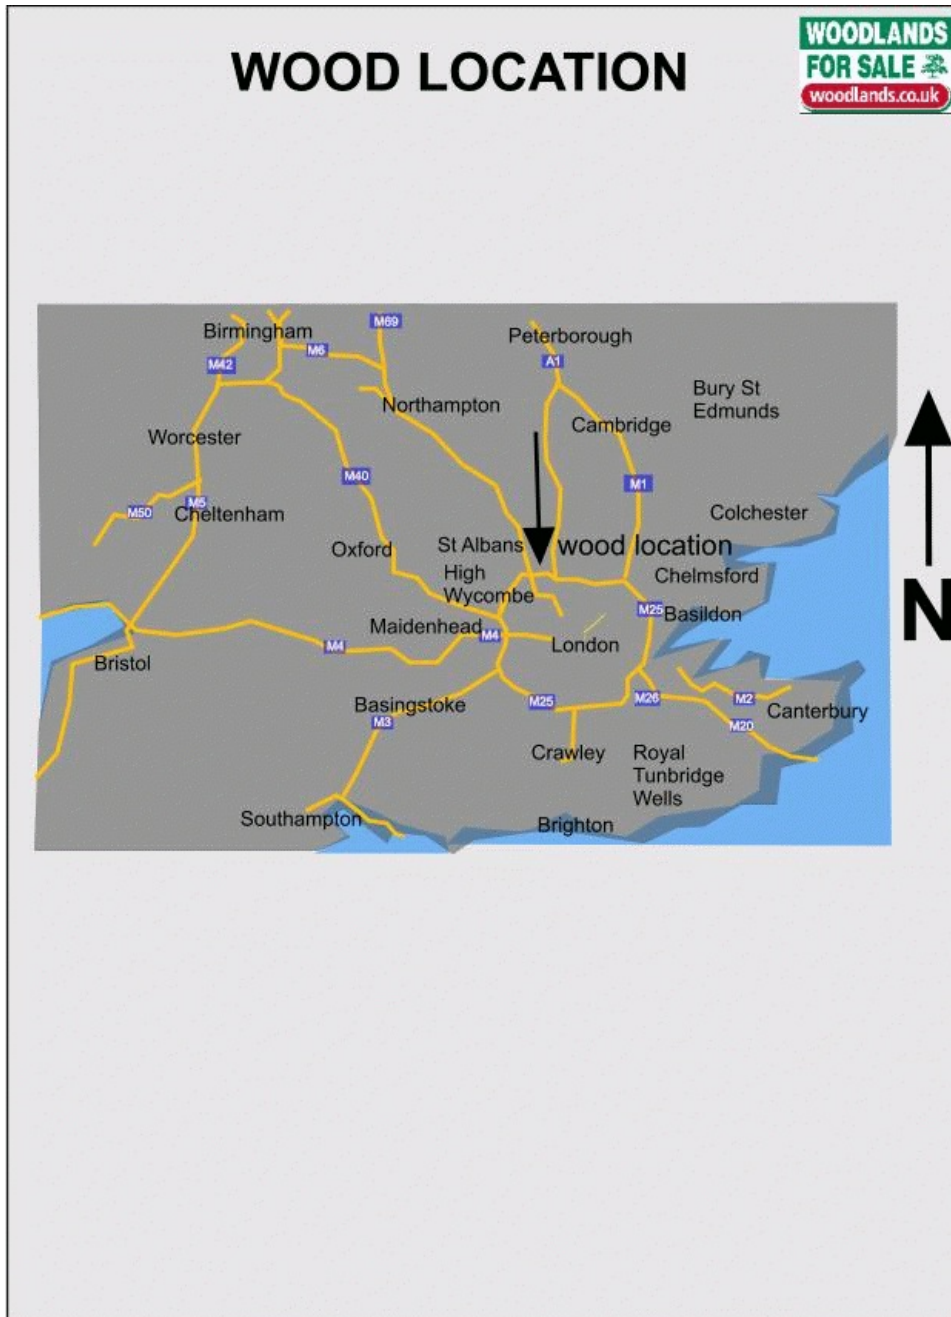 WOODLANDS
FOR SALE
woodlands.co.uk
WOOD LOCATION
Birmingham
M69
Peterborough
M6
M42
A1
Bury St
Edmunds
Northampton
Cambridge
Worcester
M40
M1
M5
M50
Cheltenham
Colchester
Oxford
St Albans
wood location
High
Wycombe
Chelmsford
N
M25
Basildon
Maidenhead
M4
M4
London
Bristol
Basingstoke
M25
M26
M2
Canterbury
M3
M20
Crawley
Royal
Tunbridge
Wells
Southampton
Brighton